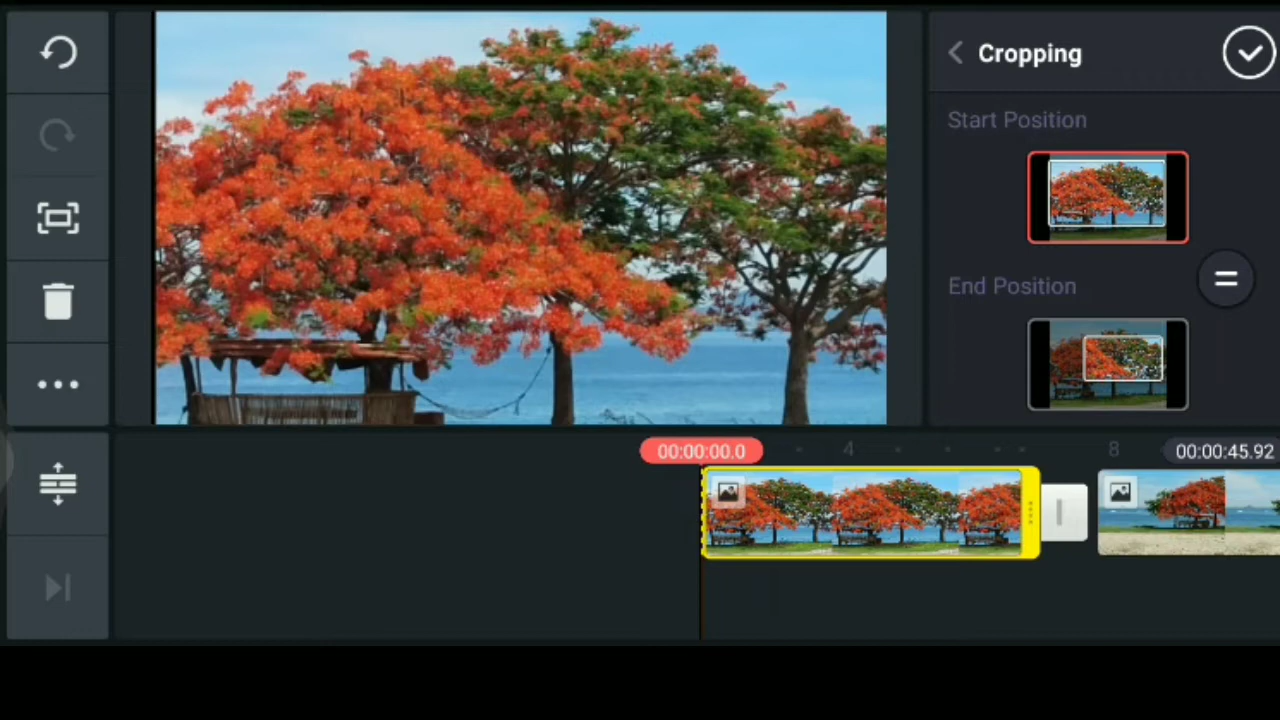 Cropping
Start Position
End Position
00:00:00.0
4
8
00:00:45.92